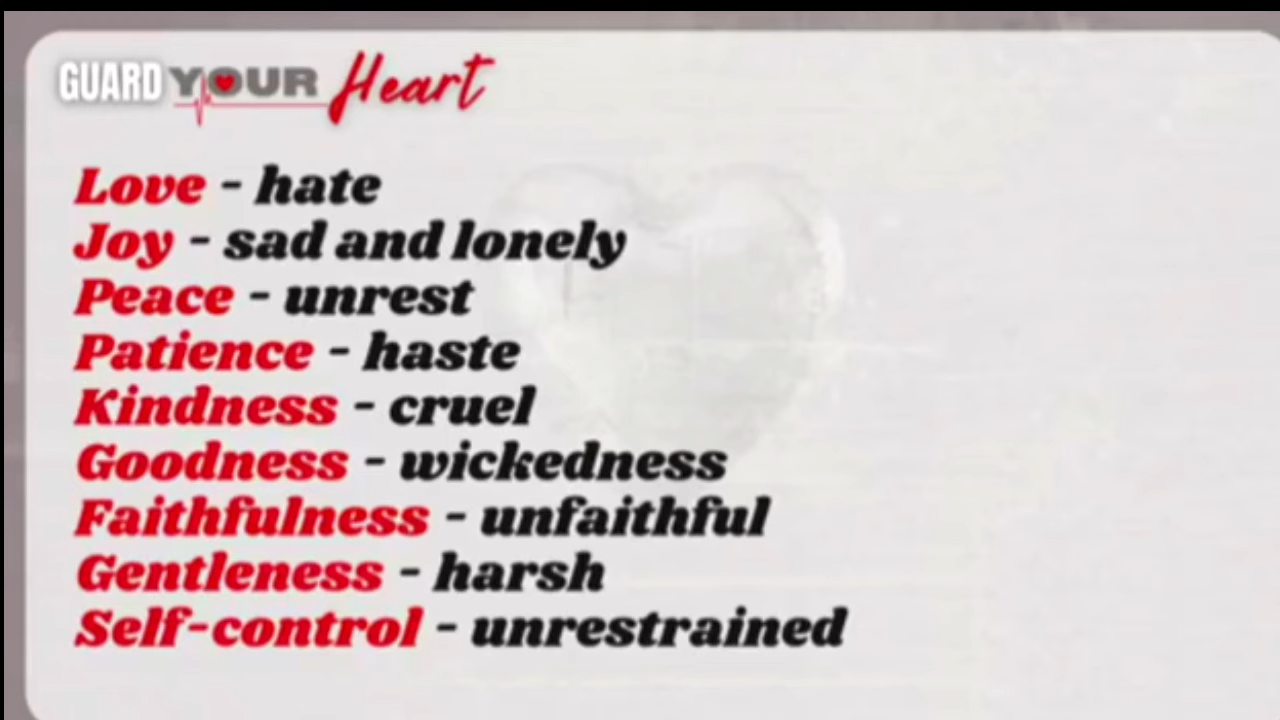 GUARD YOUR Heart
Love - hate
Joy - sad and lonely
Peace - unrest
Patience - haste
Kindness - cruel
Goodness - wickedness
Faithfulness - unfaithful
Gentleness - harsh
Self-control - unrestrained